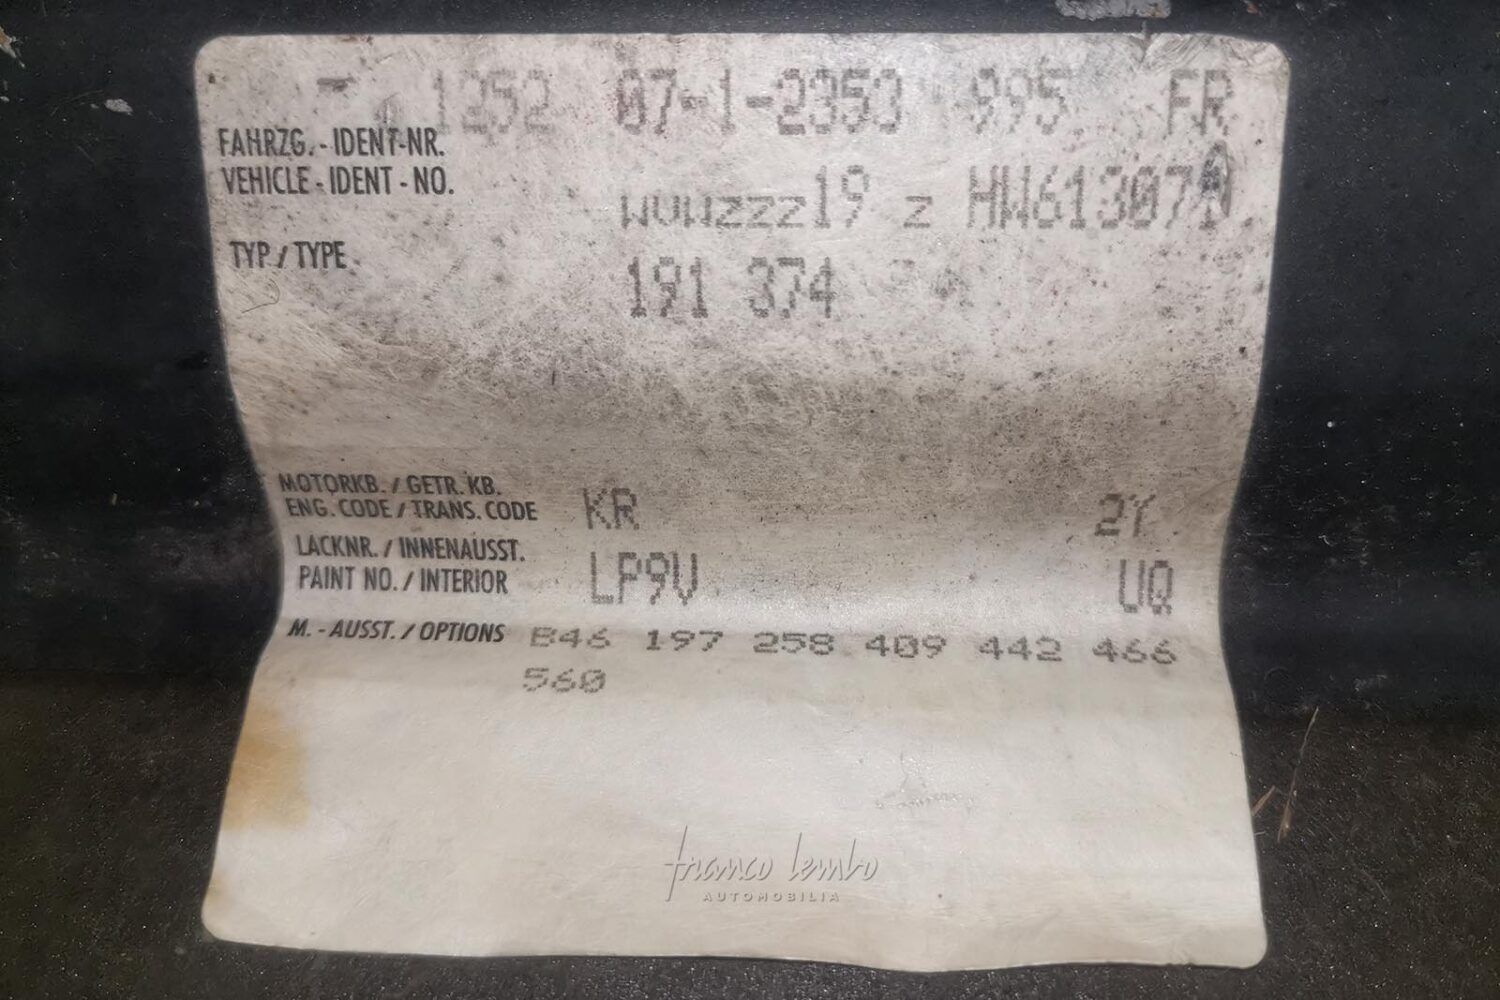 1252 07-1-2353 995 FR
FAHRZG. - IDENT-NR.
VEHICLE - IDENT - NO. WVWZZZ19 Z HW613071
TYP / TYPE 191 374
MOTORKB. / GETR. KB.
ENG. CODE / TRANS. CODE KR 2Y
LACKNR. / INNENAUSST.
PAINT NO. / INTERIOR LP9V UQ
M. - AUSST. / OPTIONS B46 197 258 409 442 466
560
franco lembo
AUTOMOBILIA